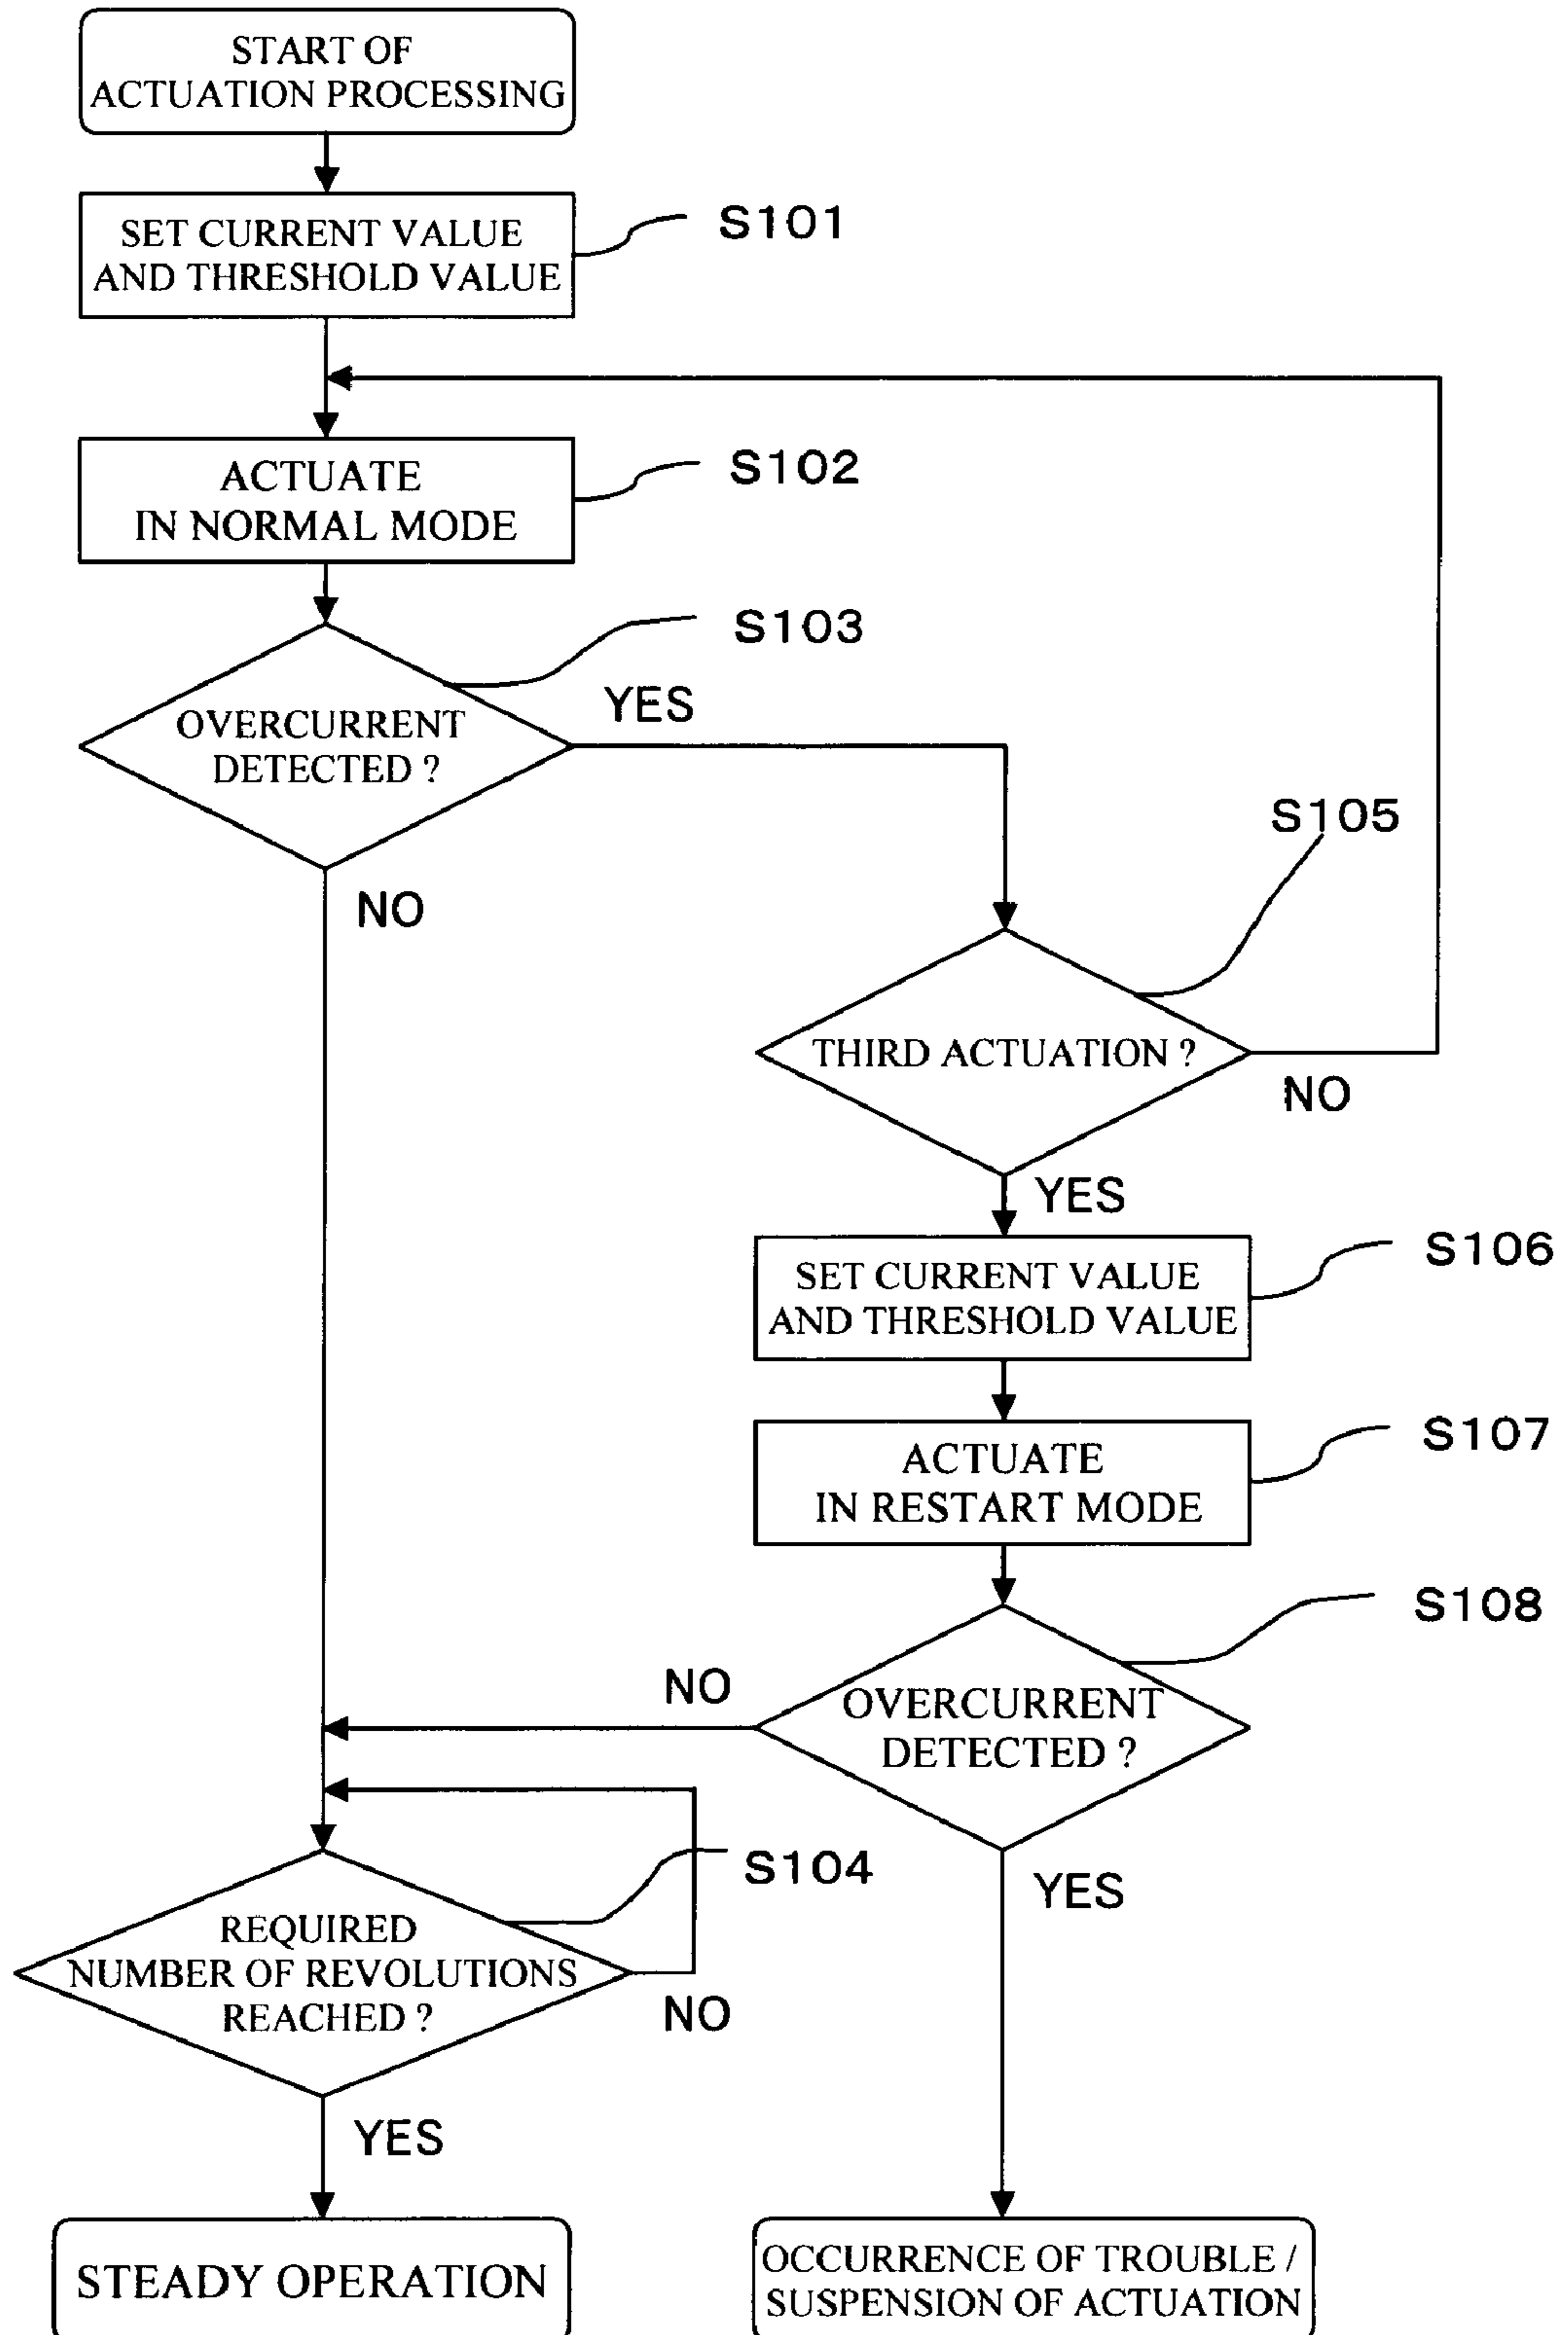 START OF
ACTUATION PROCESSING
SET CURRENT VALUE
AND THRESHOLD VALUE
S101
ACTUATE
IN NORMAL MODE
S102
S103
OVERCURRENT
DETECTED ?
YES
NO
S105
THIRD ACTUATION ?
NO
YES
SET CURRENT VALUE
AND THRESHOLD VALUE
S106
ACTUATE
IN RESTART MODE
S107
S108
OVERCURRENT
DETECTED ?
NO
YES
S104
REQUIRED
NUMBER OF REVOLUTIONS
REACHED ?
NO
YES
STEADY OPERATION
OCCURRENCE OF TROUBLE /
SUSPENSION OF ACTUATION